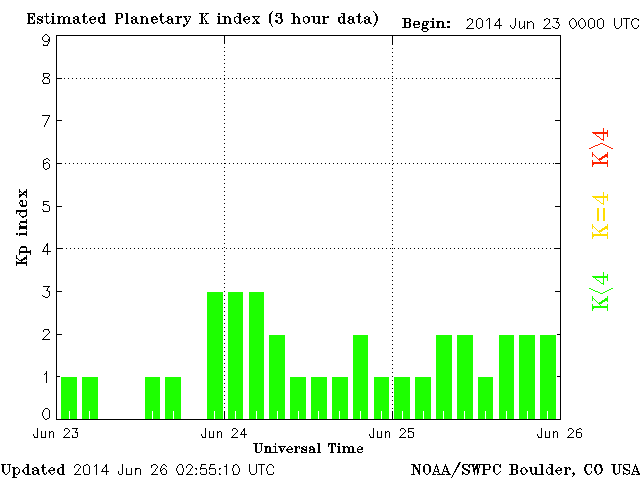 Estimated Planetary K index (3 hour data) Begin: 2014 Jun 23 0000 UTC
9
8
7
6
5
4
3
2
1
0
Kp index
K>4
K=4
K<4
Jun 23 Jun 24 Jun 25 Jun 26
Universal Time
Updated 2014 Jun 26 02:55:10 UTC NOAA/SWPC Boulder, CO USA